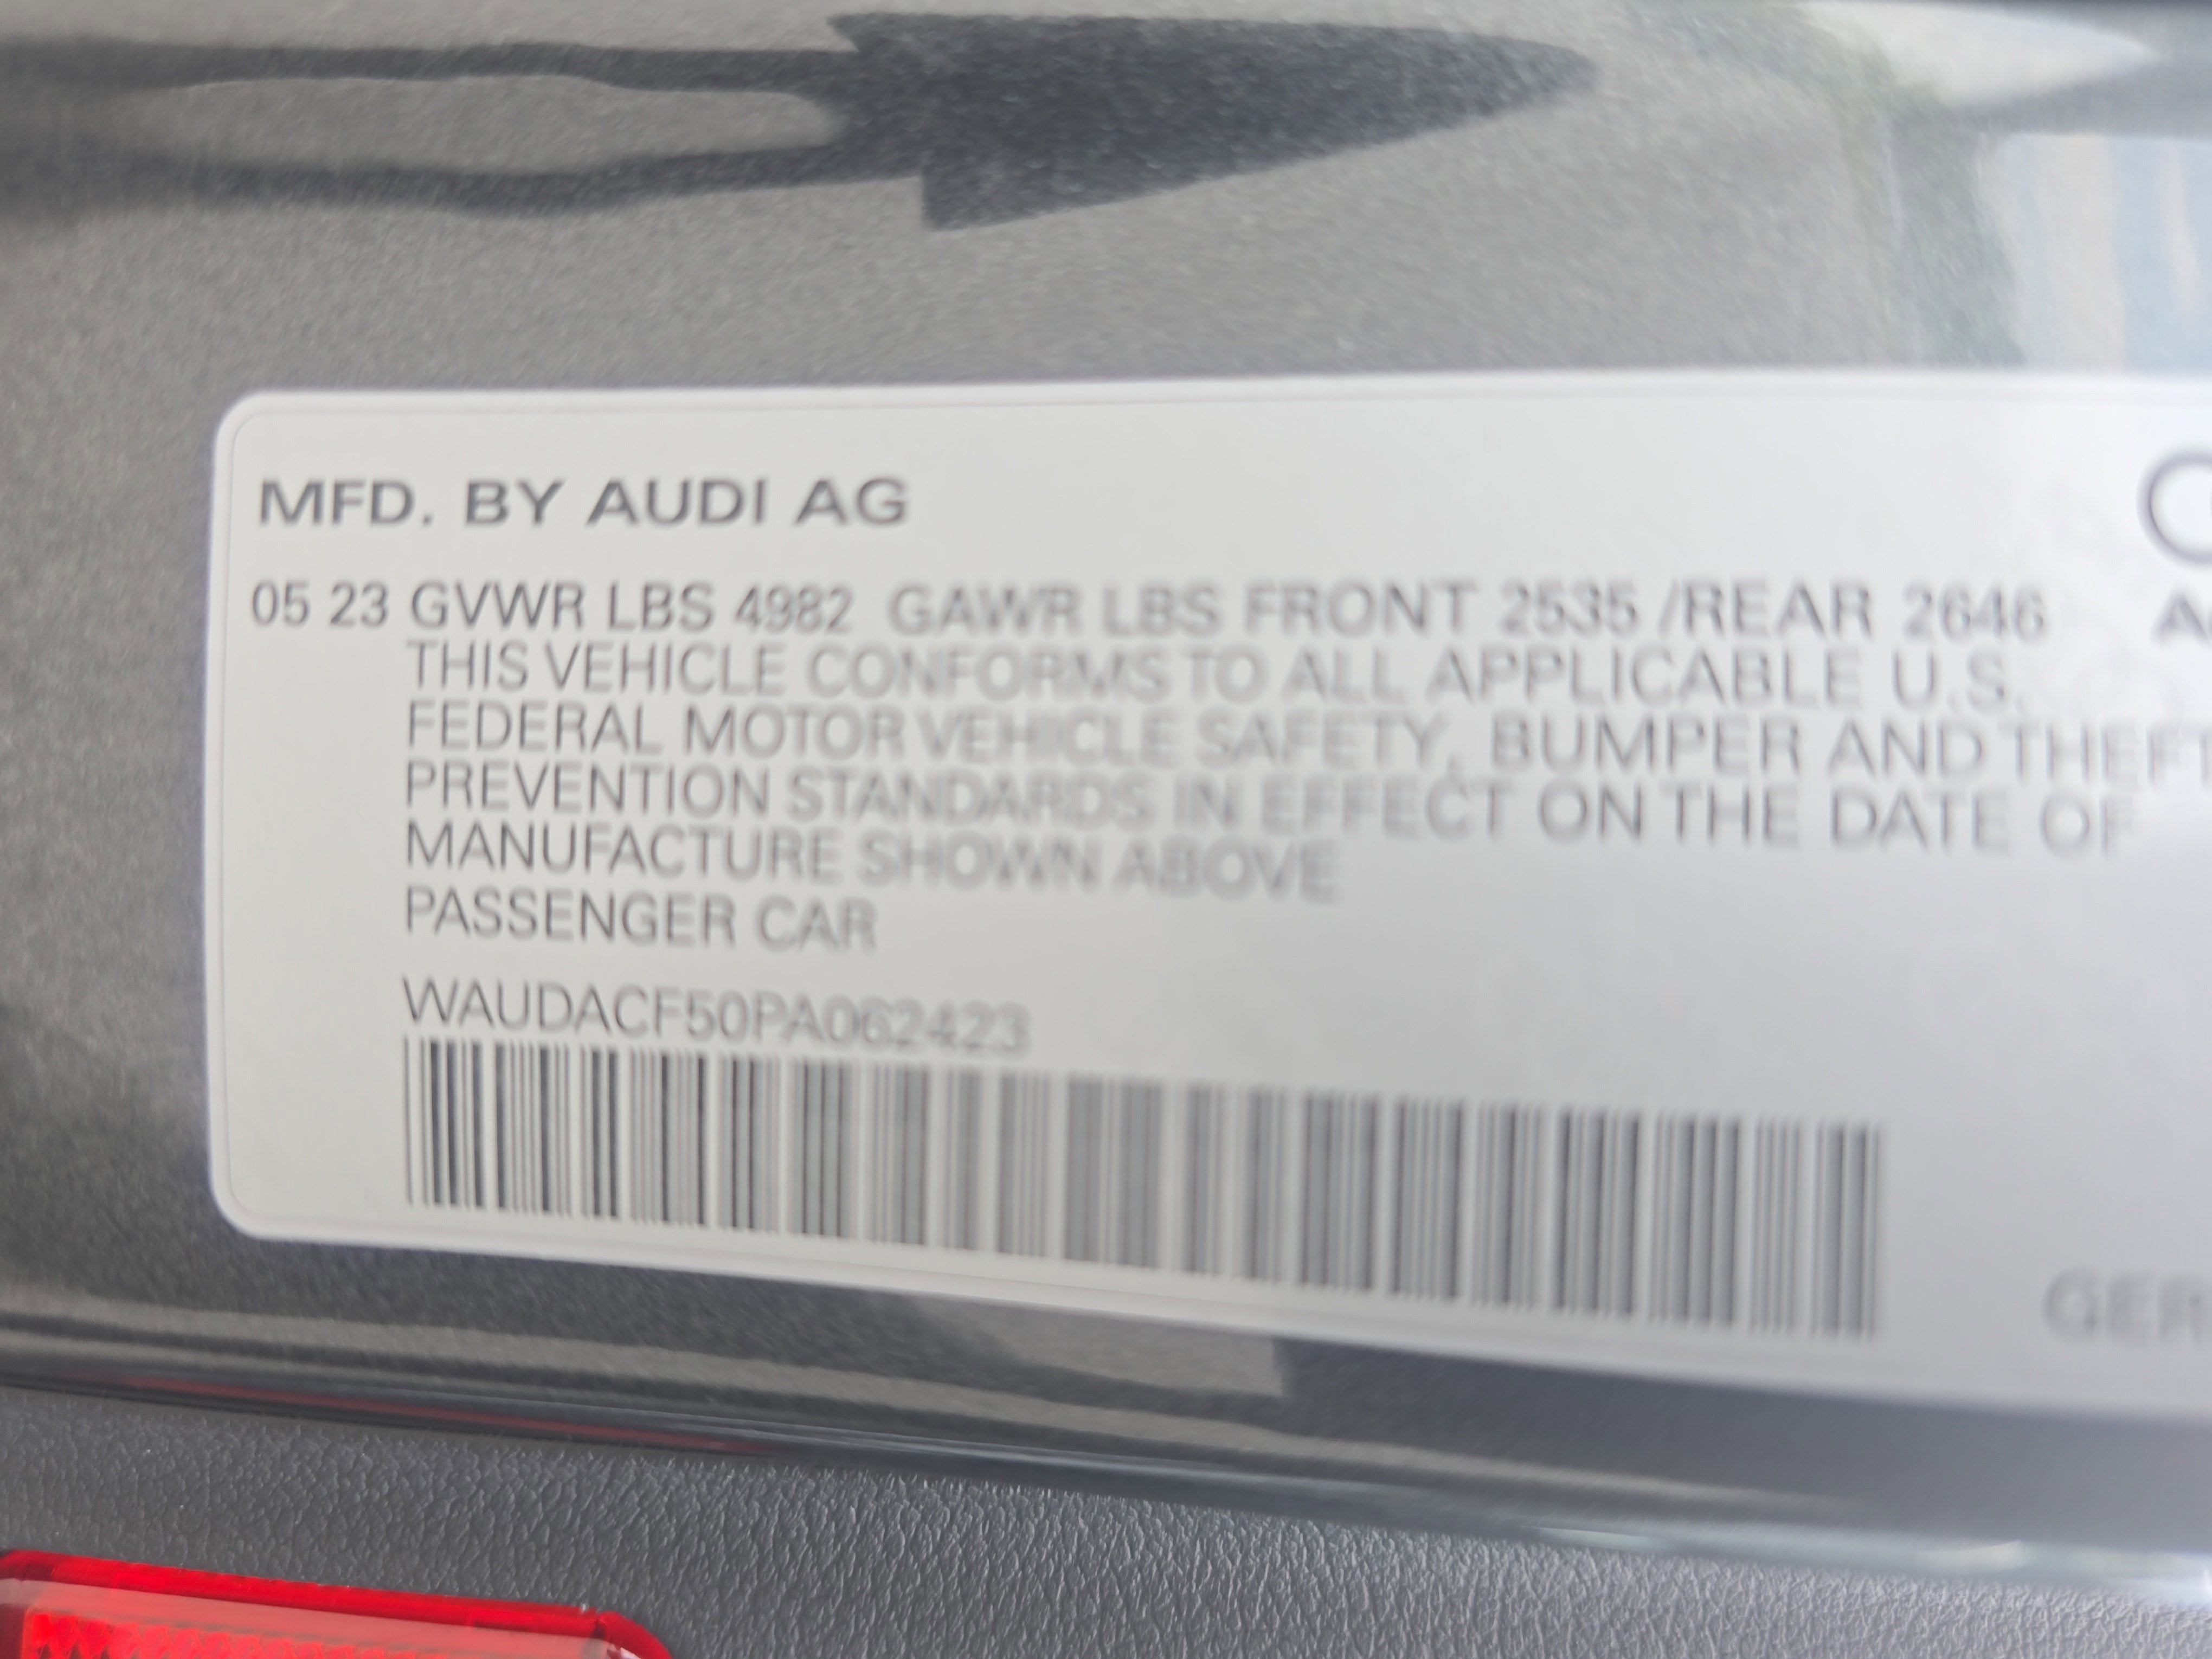 MFD. BY AUDI AG
05 23 GVWR LBS 4982 GAWR LBS FRONT 2535 /REAR 2646
THIS VEHICLE CONFORMS TO ALL APPLICABLE U.S.
FEDERAL MOTOR VEHICLE SAFETY, BUMPER AND THEFT
PREVENTION STANDARDS IN EFFECT ON THE DATE OF
MANUFACTURE SHOWN ABOVE
PASSENGER CAR
WAUDACF50PA062423